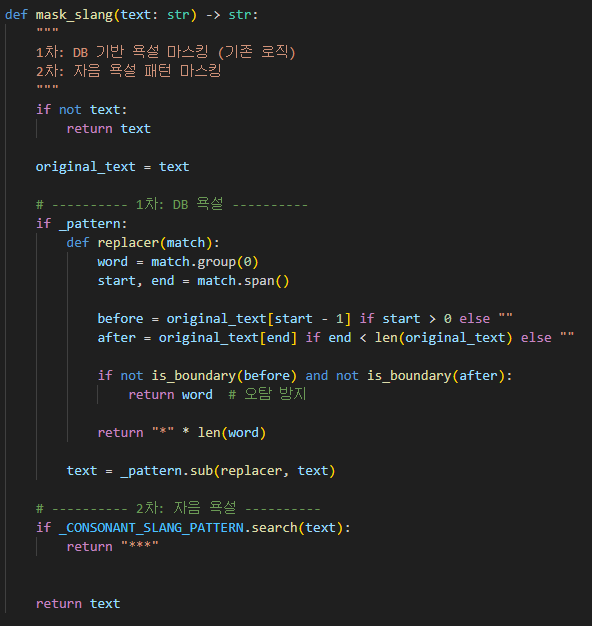 def mask_slang(text: str) -> str:
    """
    1차: DB 기반 욕설 마스킹 (기존 로직)
    2차: 자음 욕설 패턴 마스킹
    """
    if not text:
        return text

    original_text = text

    # ---------- 1차: DB 욕설 ----------
    if _pattern:
        def replacer(match):
            word = match.group(0)
            start, end = match.span()

            before = original_text[start - 1] if start > 0 else ""
            after = original_text[end] if end < len(original_text) else ""

            if not is_boundary(before) and not is_boundary(after):
                return word  # 오탐 방지

            return "*" * len(word)

        text = _pattern.sub(replacer, text)

    # ---------- 2차: 자음 욕설 ----------
    if _CONSONANT_SLANG_PATTERN.search(text):
        return "***"


    return text